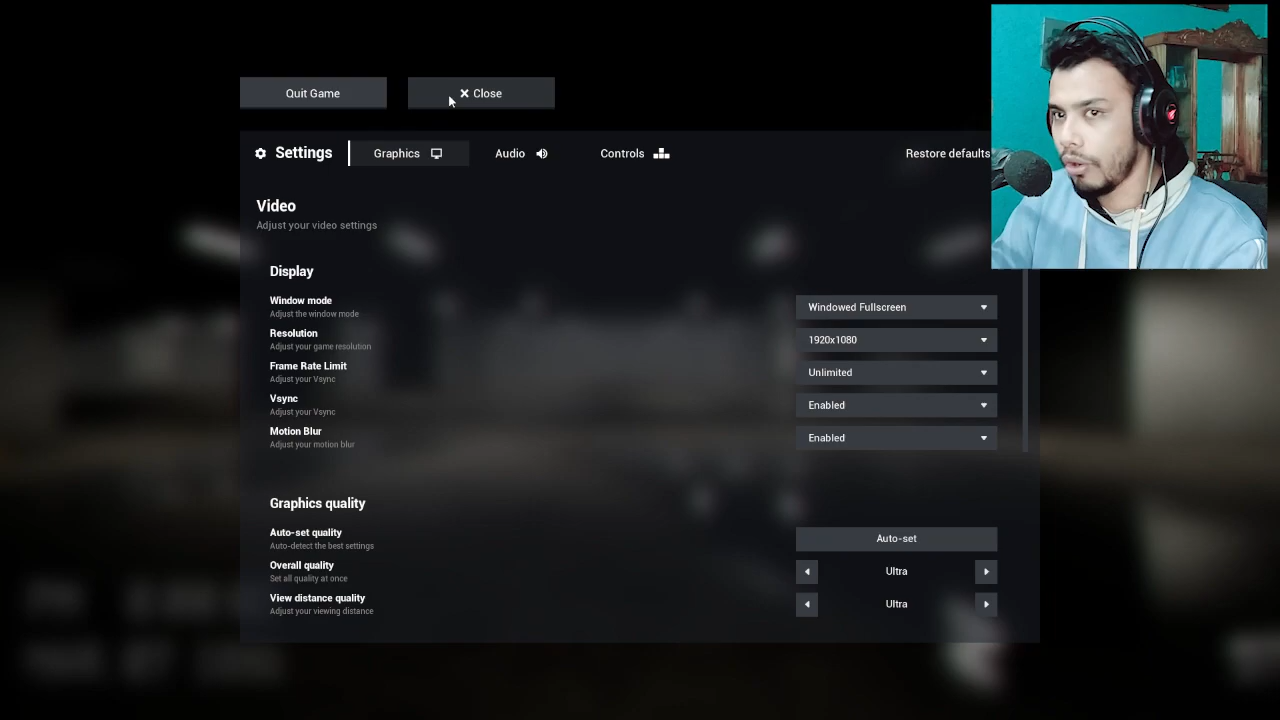 Quit Game
Close
Settings
Graphics
Audio
Controls
Restore defaults
Video
Adjust your video settings
Display
Window mode
Windowed Fullscreen
Adjust the window mode
Resolution
1920x1080
Adjust your game resolution
Frame Rate Limit
Unlimited
Adjust your Vsync
Vsync
Enabled
Adjust your Vsync
Motion Blur
Enabled
Adjust your motion blur
Graphics quality
Auto-set quality
Auto-set
Auto-detect the best settings
Overall quality
Ultra
Set all quality at once
View distance quality
Ultra
Adjust your viewing distance